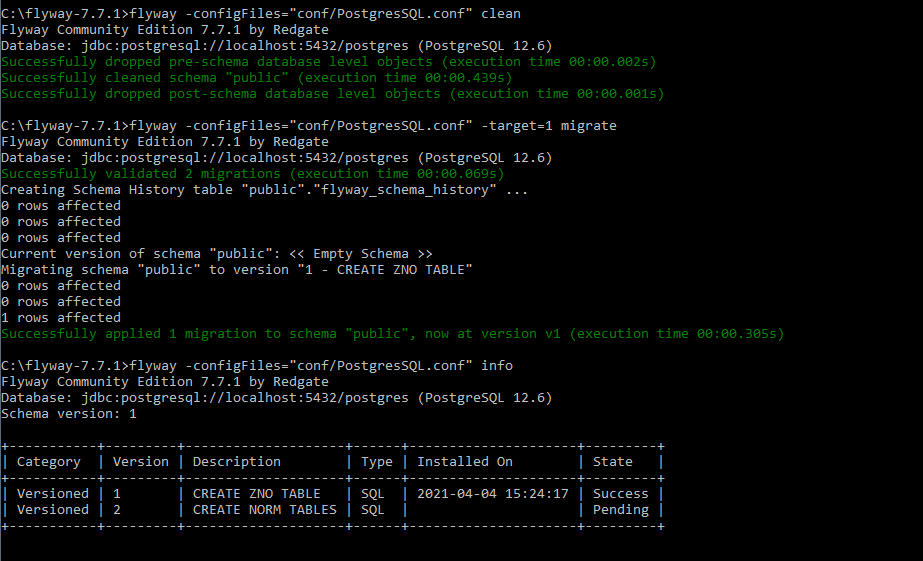 C:\flyway-7.7.1>flyway -configFiles="conf/PostgresSQL.conf" clean
Flyway Community Edition 7.7.1 by Redgate
Database: jdbc:postgresql://localhost:5432/postgres (PostgreSQL 12.6)
Successfully dropped pre-schema database level objects (execution time 00:00.002s)
Successfully cleaned schema "public" (execution time 00:00.439s)
Successfully dropped post-schema database level objects (execution time 00:00.001s)

C:\flyway-7.7.1>flyway -configFiles="conf/PostgresSQL.conf" -target=1 migrate
Flyway Community Edition 7.7.1 by Redgate
Database: jdbc:postgresql://localhost:5432/postgres (PostgreSQL 12.6)
Successfully validated 2 migrations (execution time 00:00.069s)
Creating Schema History table "public"."flyway_schema_history" ...
0 rows affected
0 rows affected
0 rows affected
Current version of schema "public": << Empty Schema >>
Migrating schema "public" to version "1 - CREATE ZNO TABLE"
0 rows affected
0 rows affected
1 rows affected
Successfully applied 1 migration to schema "public", now at version v1 (execution time 00:00.305s)

C:\flyway-7.7.1>flyway -configFiles="conf/PostgresSQL.conf" info
Flyway Community Edition 7.7.1 by Redgate
Database: jdbc:postgresql://localhost:5432/postgres (PostgreSQL 12.6)
Schema version: 1

+-----------+---------+--------------------+------+---------------------+---------+
| Category  | Version | Description        | Type | Installed On        | State   |
+-----------+---------+--------------------+------+---------------------+---------+
| Versioned | 1       | CREATE ZNO TABLE   | SQL  | 2021-04-04 15:24:17 | Success |
| Versioned | 2       | CREATE NORM TABLES | SQL  |                     | Pending |
+-----------+---------+--------------------+------+---------------------+---------+